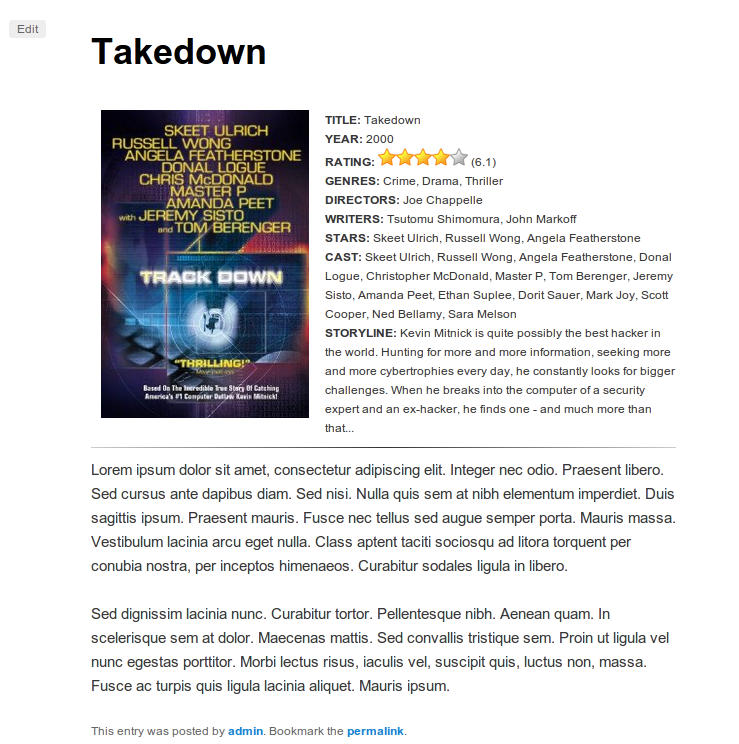 Edit
Takedown
SKEET ULRICH
RUSSELL WONG
ANGELA FEATHERSTONE
DONAL LOGUE
CHRIS McDONALD
MASTER P
AMANDA PEET
with JEREMY SISTO
and TOM BERENGER
TRACK DOWN
"THRILLING!"
Based On The Incredible True Story Of Catching
America's #1 Computer Outlaw Kevin Mitnick!
TITLE: Takedown
YEAR: 2000
RATING: (6.1)
GENRES: Crime, Drama, Thriller
DIRECTORS: Joe Chappelle
WRITERS: Tsutomu Shimomura, John Markoff
STARS: Skeet Ulrich, Russell Wong, Angela Featherstone
CAST: Skeet Ulrich, Russell Wong, Angela Featherstone, Donal
Logue, Christopher McDonald, Master P, Tom Berenger, Jeremy
Sisto, Amanda Peet, Ethan Suplee, Dorit Sauer, Mark Joy, Scott
Cooper, Ned Bellamy, Sara Melson
STORYLINE: Kevin Mitnick is quite possibly the best hacker in
the world. Hunting for more and more information, seeking more
and more cybertrophies every day, he constantly looks for bigger
challenges. When he breaks into the computer of a security
expert and an ex-hacker, he finds one - and much more than
that...
Lorem ipsum dolor sit amet, consectetur adipiscing elit. Integer nec odio. Praesent libero.
Sed cursus ante dapibus diam. Sed nisi. Nulla quis sem at nibh elementum imperdiet. Duis
sagittis ipsum. Praesent mauris. Fusce nec tellus sed augue semper porta. Mauris massa.
Vestibulum lacinia arcu eget nulla. Class aptent taciti sociosqu ad litora torquent per
conubia nostra, per inceptos himenaeos. Curabitur sodales ligula in libero.
Sed dignissim lacinia nunc. Curabitur tortor. Pellentesque nibh. Aenean quam. In
scelerisque sem at dolor. Maecenas mattis. Sed convallis tristique sem. Proin ut ligula vel
nunc egestas porttitor. Morbi lectus risus, iaculis vel, suscipit quis, luctus non, massa.
Fusce ac turpis quis ligula lacinia aliquet. Mauris ipsum.
This entry was posted by admin. Bookmark the permalink.